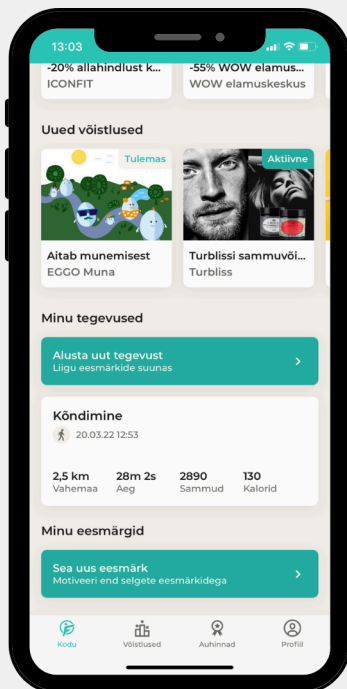 13:03
-20% allahindlust k...
ICONFIT
-55% WOW elamus...
WOW elamuskeskus
Uued võistlused
Tulemas
Aitab munemisest
EGGO Muna
Aktiivne
Turblissi sammuvõi...
Turbliss
Minu tegevused
Alusta uut tegevust
Liigu eesmärkide suunas
Kõndimine
20.03.22 12:53
2,5 km 28m 2s 2890 130
Vahemaa Aeg Sammud Kalorid
Minu eesmärgid
Sea uus eesmärk
Motiveeri end selgete eesmärkidega
Kodu Võistlused Auhinnad Profiil